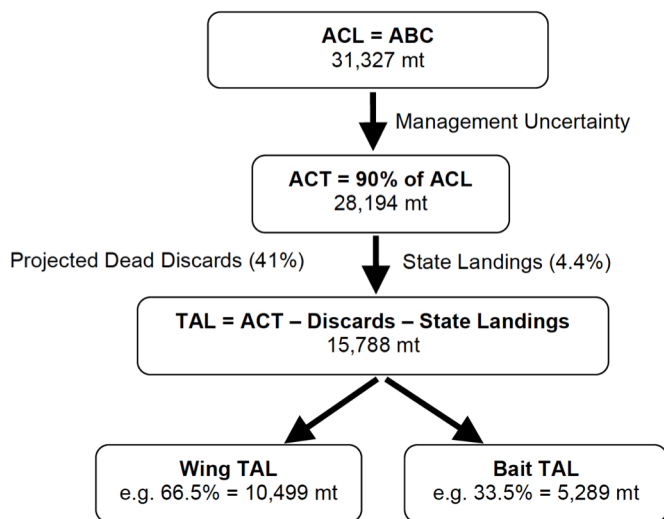 ACL = ABC
31,327 mt
Management Uncertainty
ACT = 90% of ACL
28,194 mt
Projected Dead Discards (41%)
State Landings (4.4%)
TAL = ACT – Discards – State Landings
15,788 mt
Wing TAL
e.g. 66.5% = 10,499 mt
Bait TAL
e.g. 33.5% = 5,289 mt